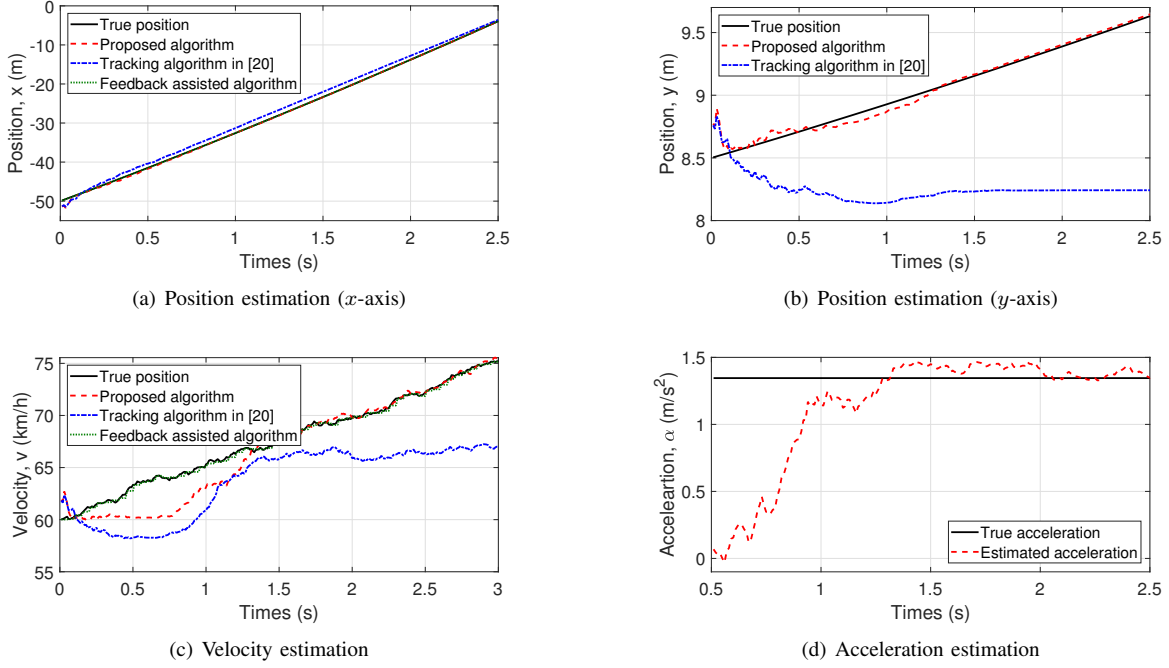 0
-10
-20
-30
-40
-50
Position, x (m)
True position
Proposed algorithm
Tracking algorithm in [20]
Feedback assisted algorithm
0 0.5 1 1.5 2 2.5
Times (s)
(a) Position estimation (x-axis)
9.5
9
8.5
8
Position, y (m)
True position
Proposed algorithm
Tracking algorithm in [20]
0 0.5 1 1.5 2 2.5
Times (s)
(b) Position estimation (y-axis)
75
70
65
60
55
Velocity, v (km/h)
True position
Proposed algorithm
Tracking algorithm in [20]
Feedback assisted algorithm
0 0.5 1 1.5 2 2.5 3
Times (s)
(c) Velocity estimation
1.5
1
0.5
0
Acceleartion, α (m/s²)
True acceleration
Estimated acceleration
0.5 1 1.5 2 2.5
Times (s)
(d) Acceleration estimation